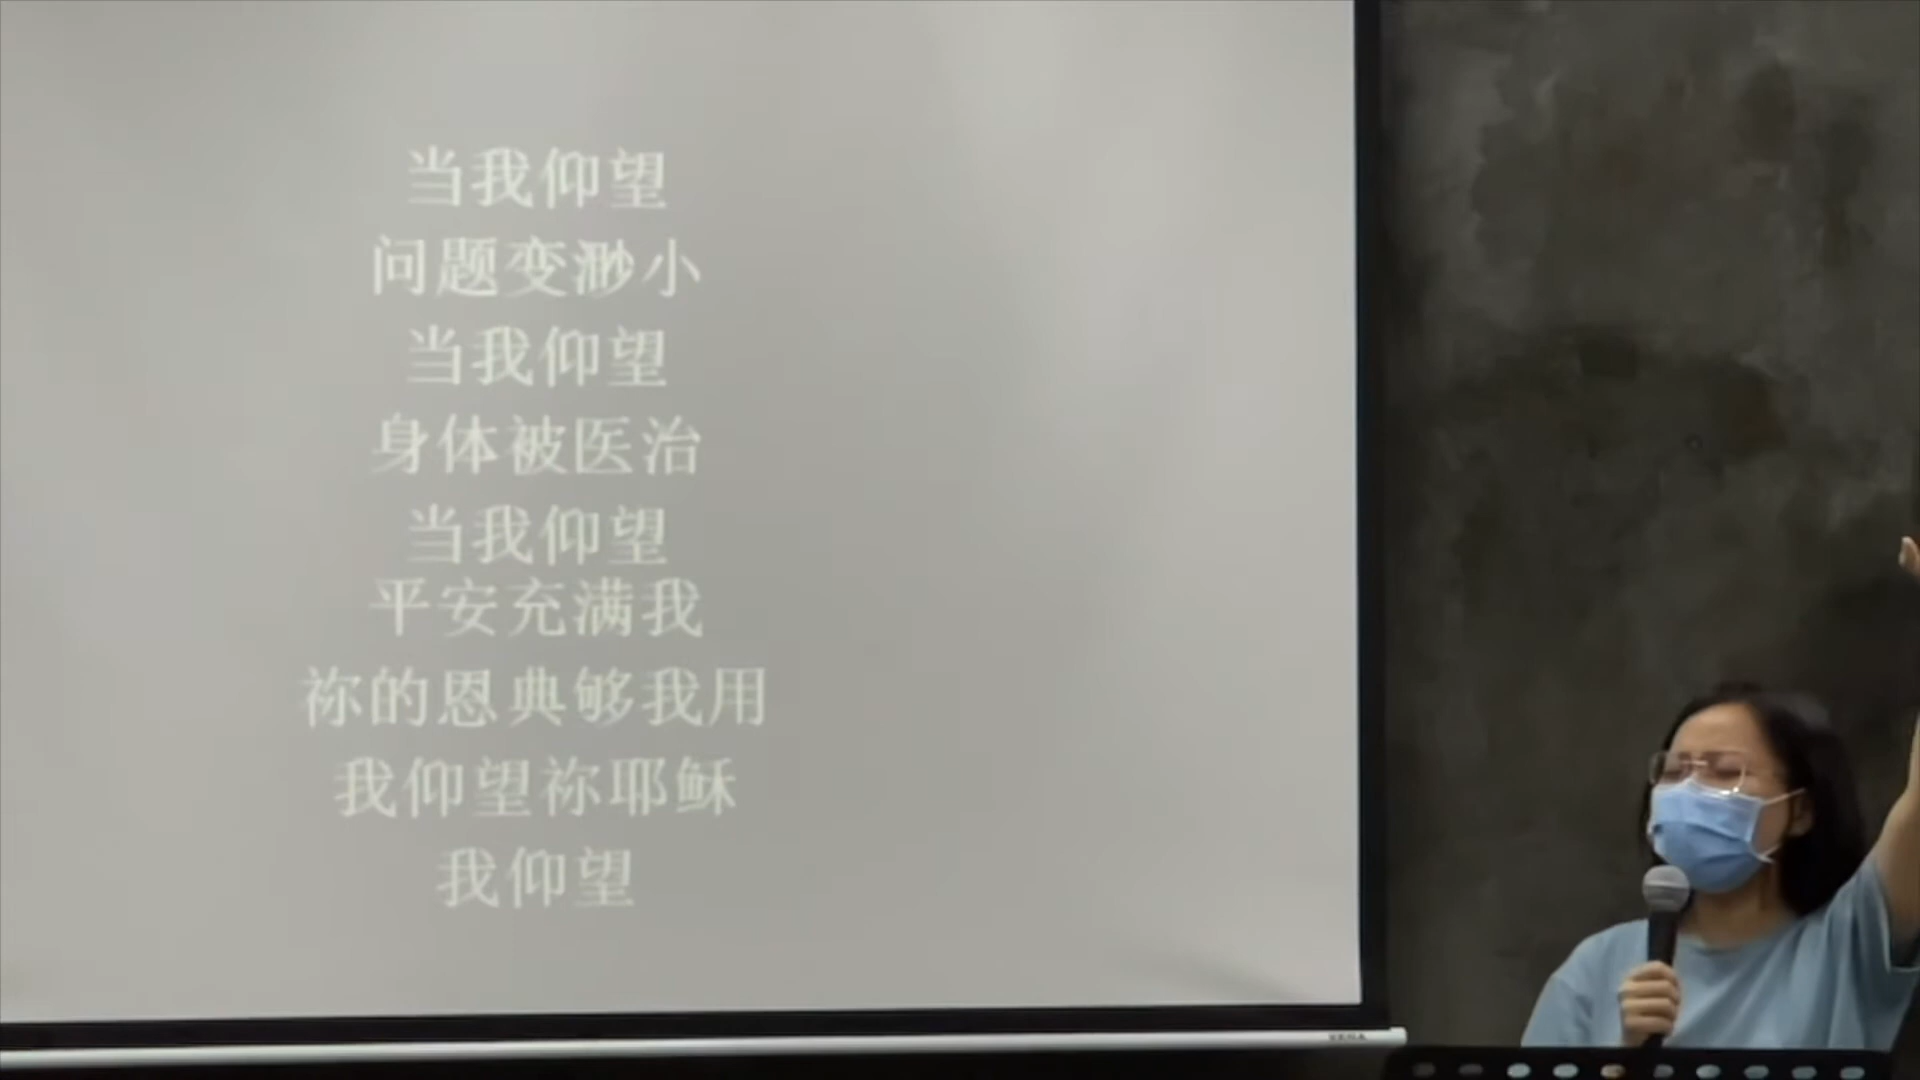 当我仰望
问题变渺小
当我仰望
身体被医治
当我仰望
平安充满我
祢的恩典够我用
我仰望祢耶稣
我仰望